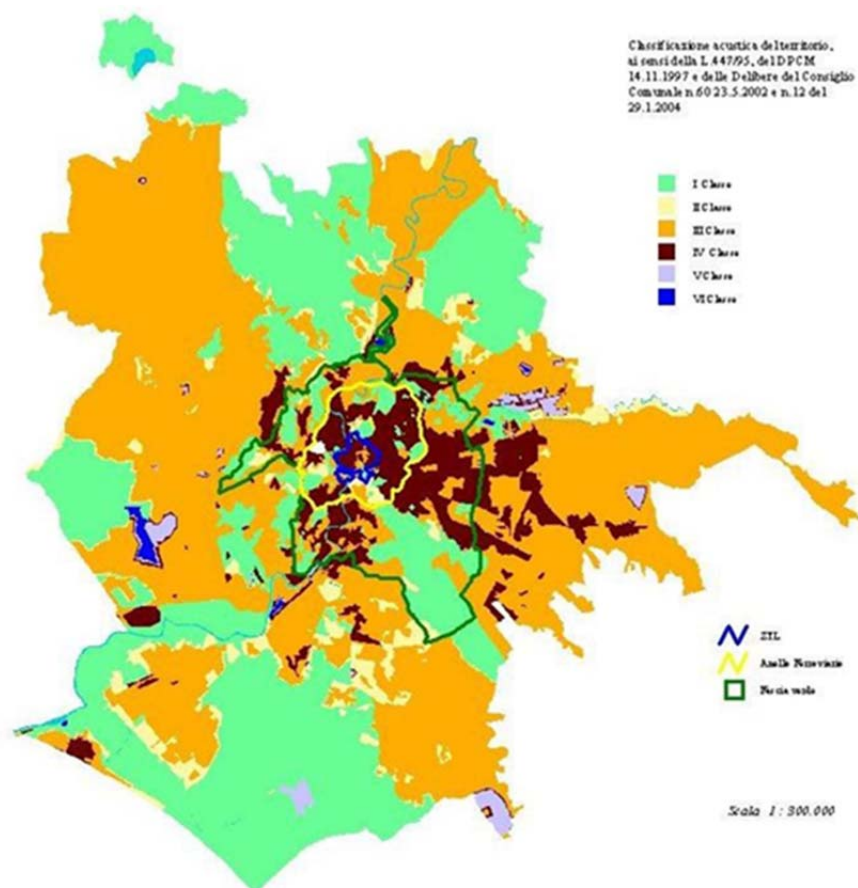 Classificazione acustica del territorio,
ai sensi della L.447/95, del DPCM
14.11.1997 e delle Delibere del Consiglio
Comunale n.60 23.5.2002 e n.12 del
29.1.2004
I Classe
II Classe
III Classe
IV Classe
V Classe
VI Classe
ZTL
Anello Ferroviario
Fascia verde
Scala 1 : 300.000